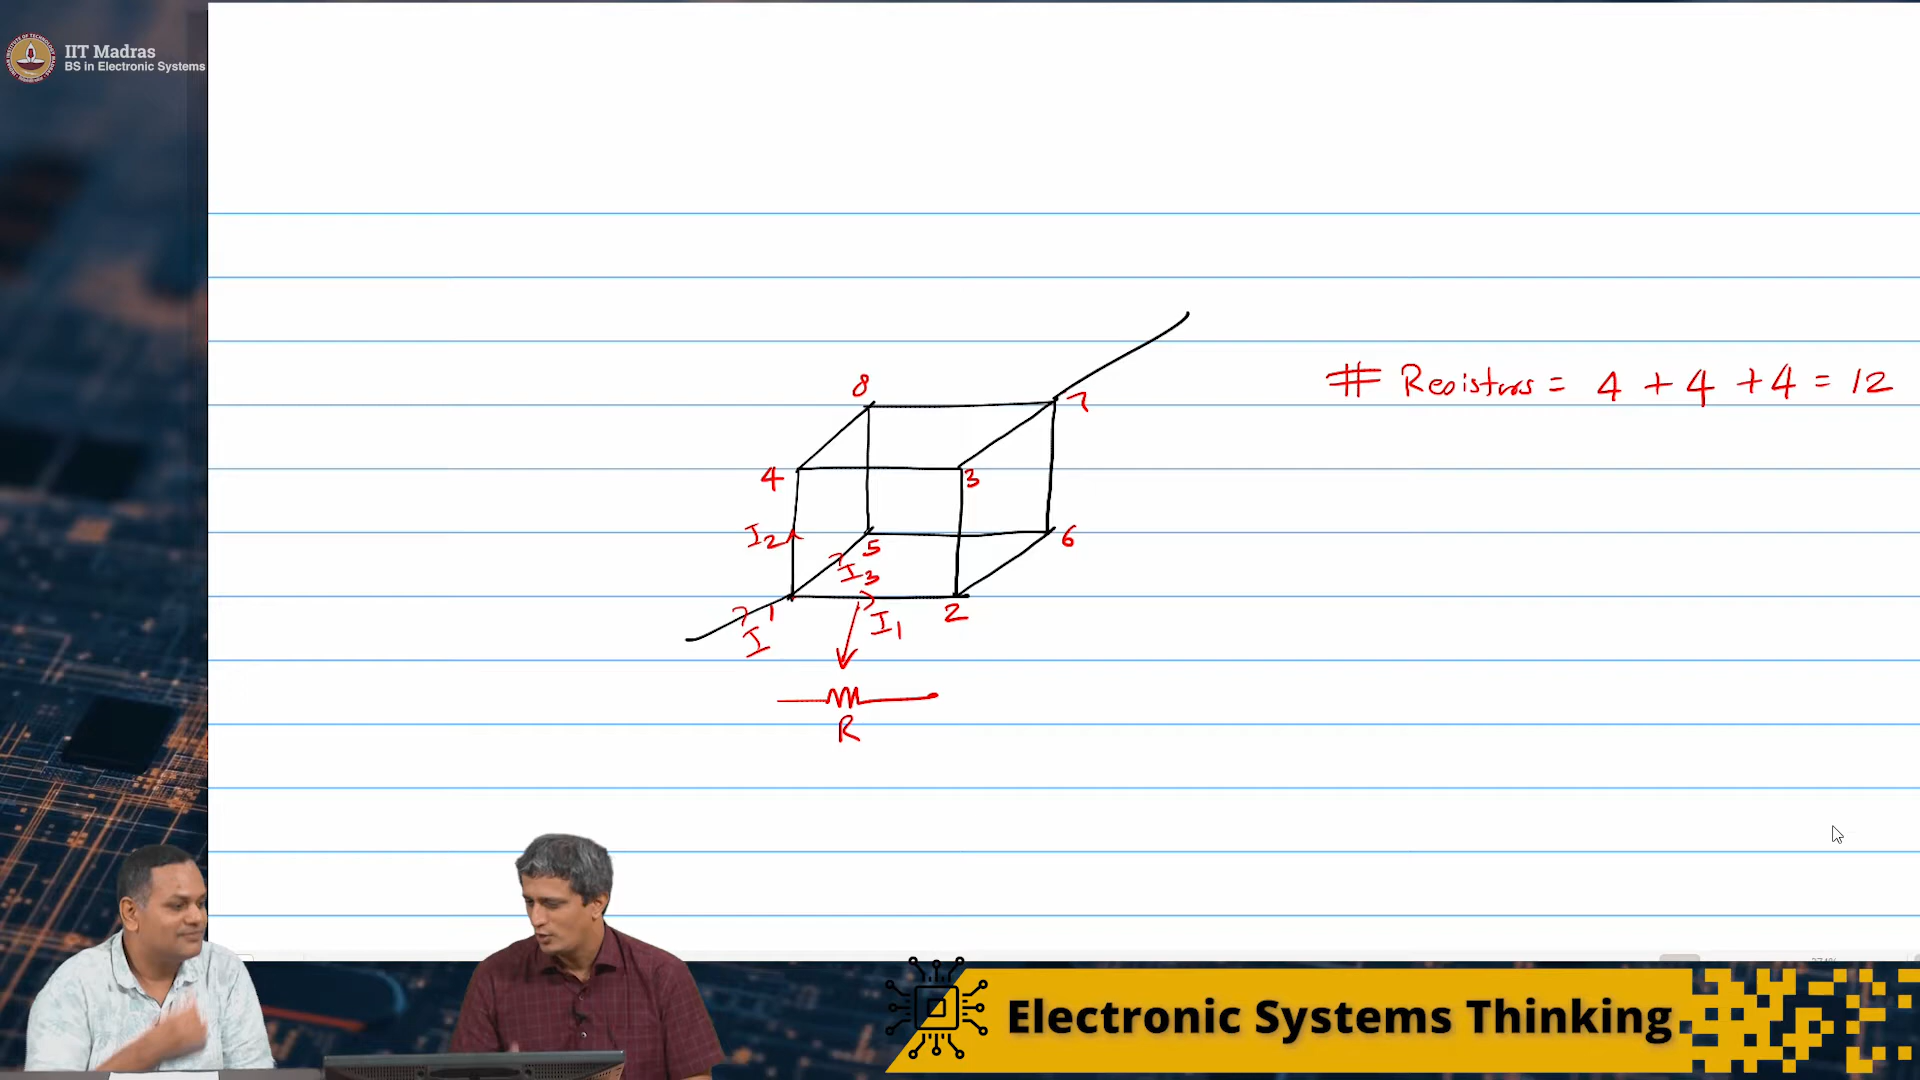 IIT Madras
BS in Electronic Systems
# Resistors = 4 + 4 + 4 = 12
8
7
4
3
I2
5
6
I3
1
2
I
I1
R
Electronic Systems Thinking